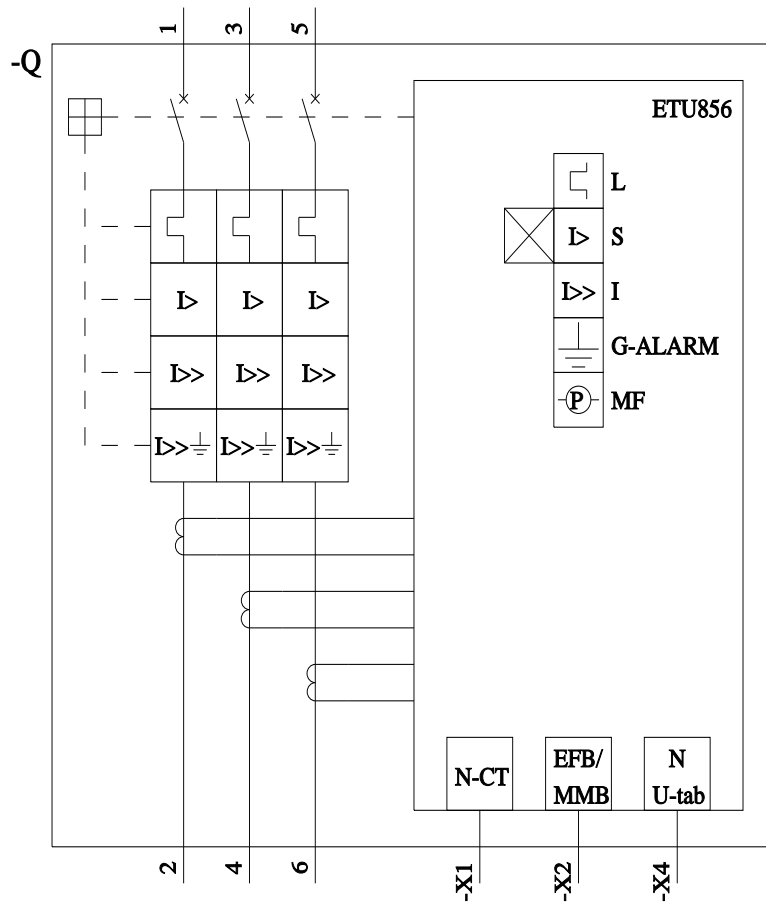 1 3 5
-Q
ETU856
L
I> S
I>> I
G-ALARM
P MF
I> I> I>
I>> I>> I>>
I>> I>> I>>
N-CT
EFB/
MMB
N
U-tab
2 4 6 -X1 -X2 -X4